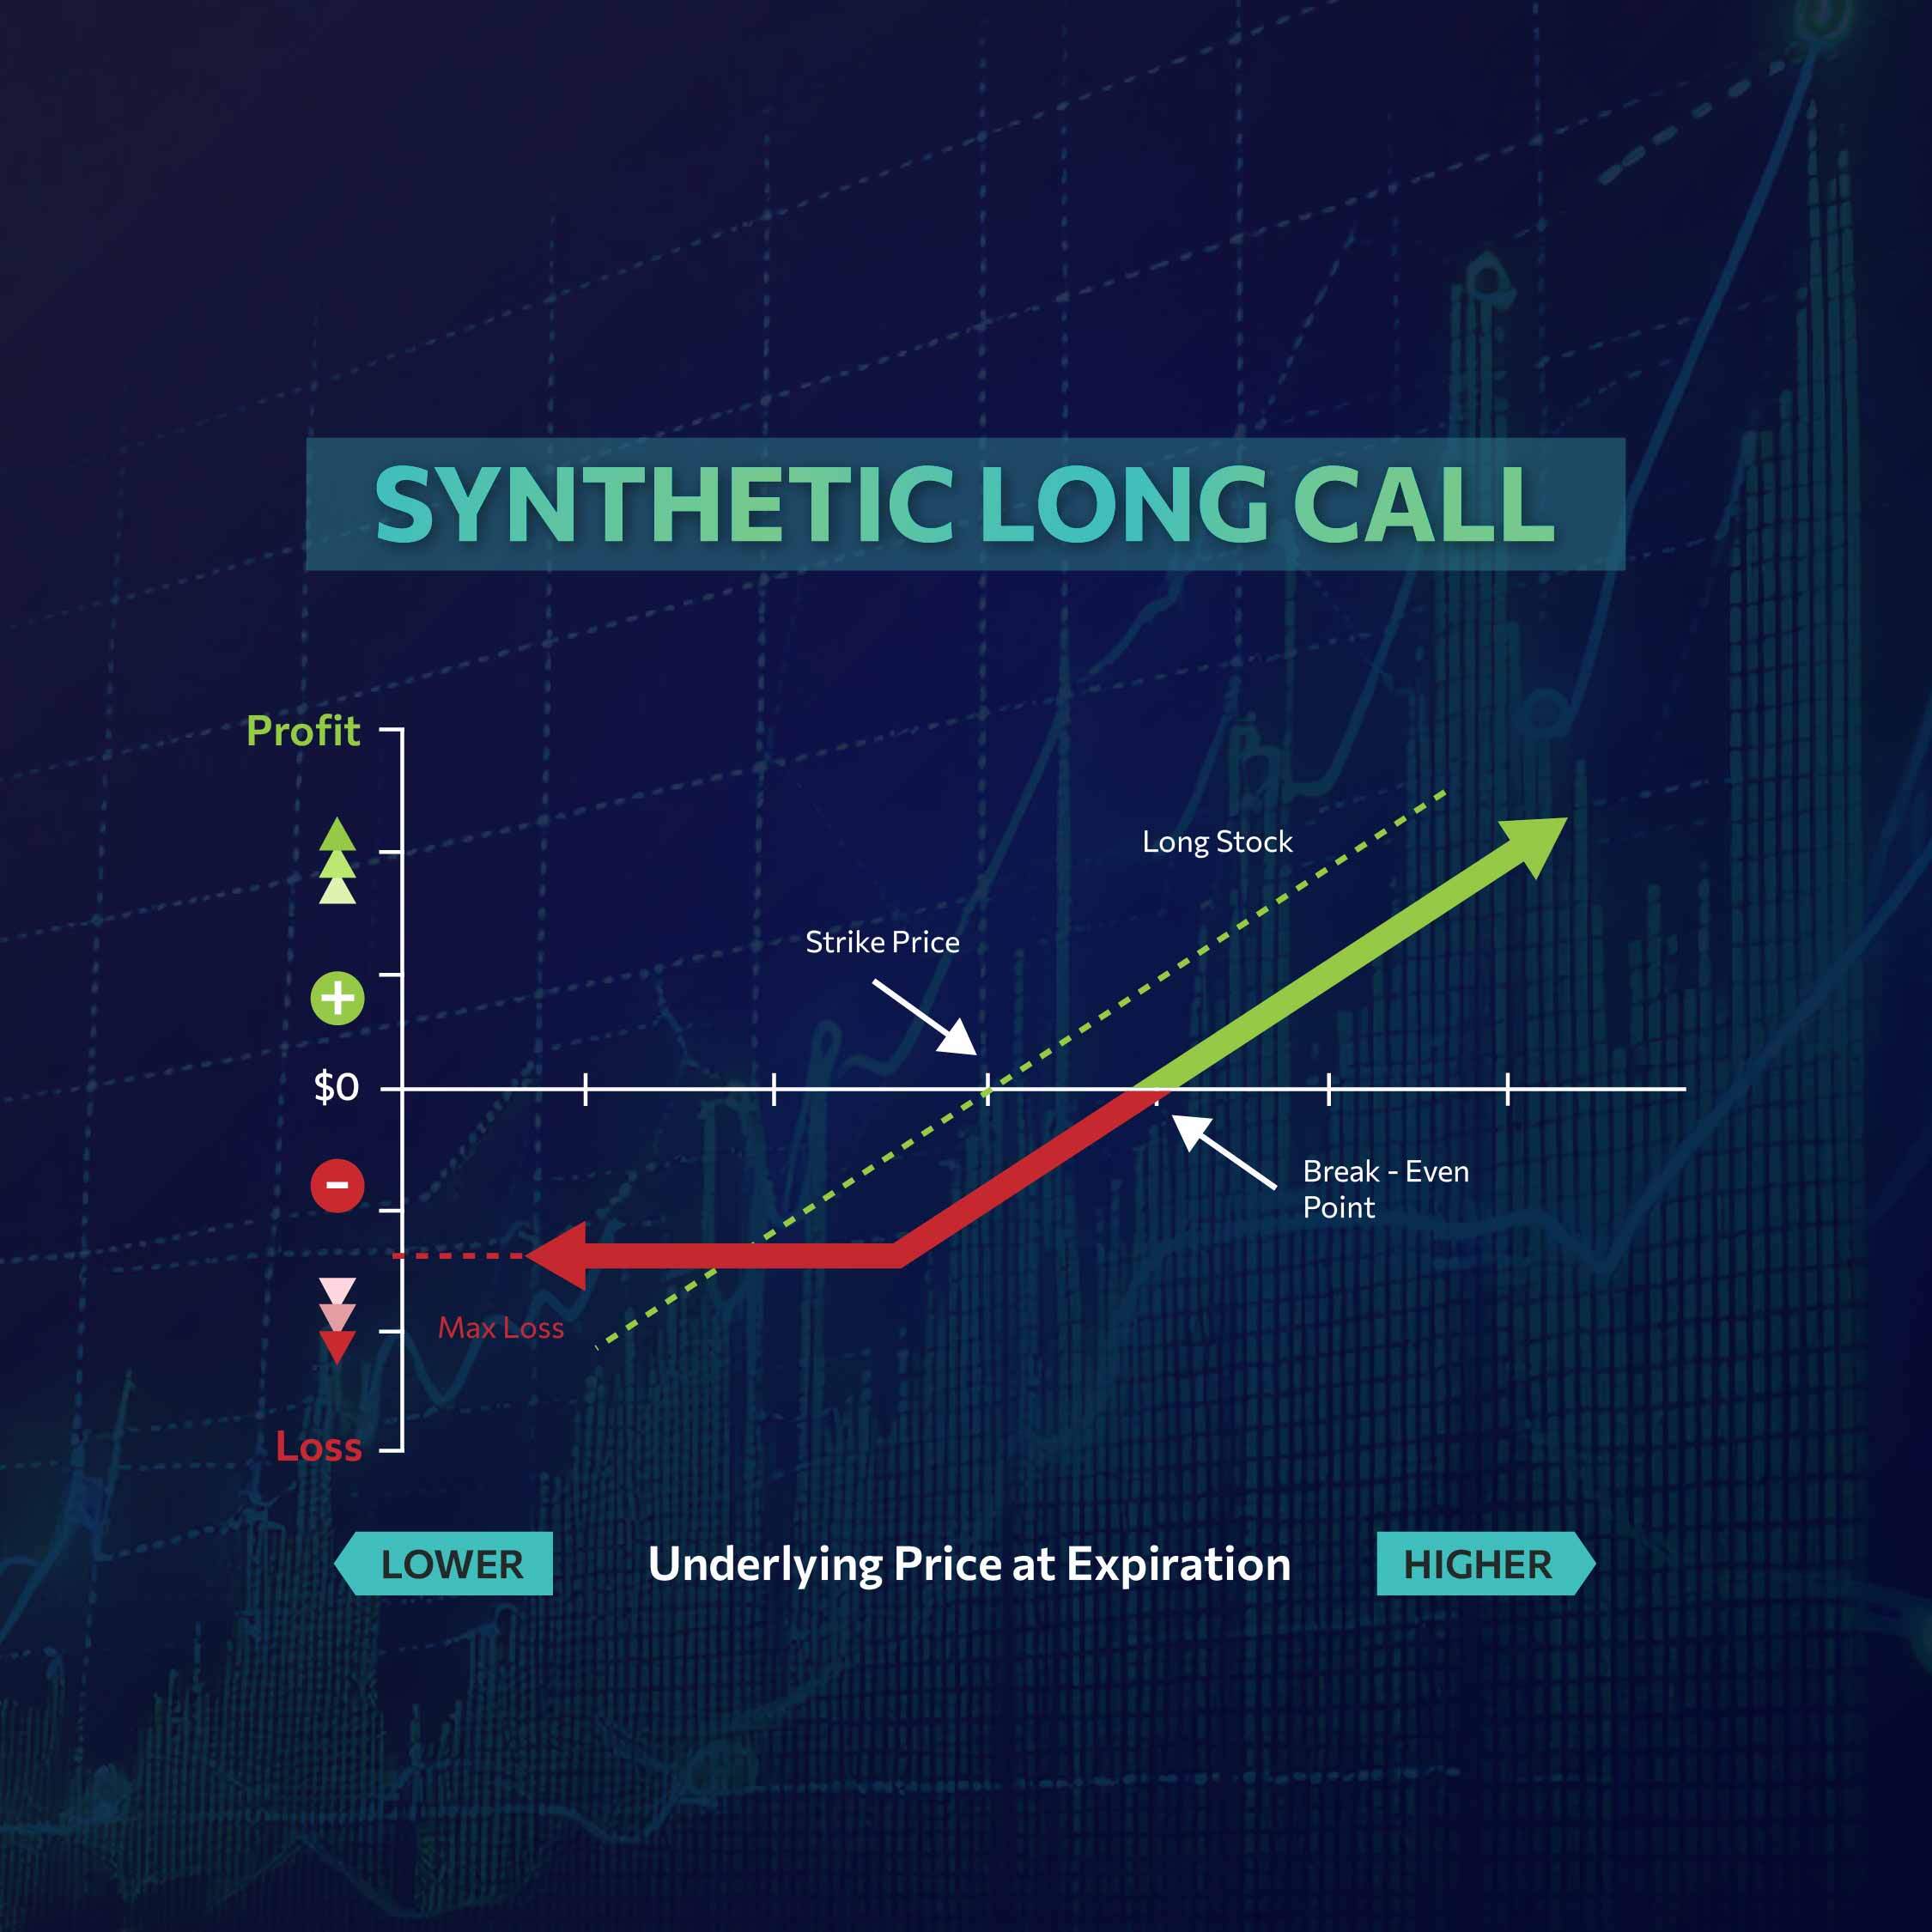 SYNTHETIC LONG CALL
Profit
Long Stock
Strike Price
+
$0
-
Break - Even
Point
Max Loss
Loss
LOWER
Underlying Price at Expiration
HIGHER